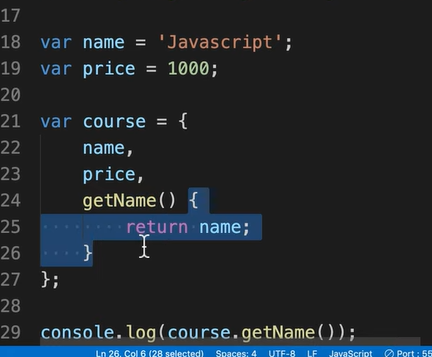 17
18 var name = 'Javascript';
19 var price = 1000;
20
21 var course = {
22     name,
23     price,
24     getName() {
25         return name;
26     }
27 };
28
29 console.log(course.getName());
Ln 26, Col 6 (28 selected) Spaces: 4 UTF-8 LF JavaScript Port : 55